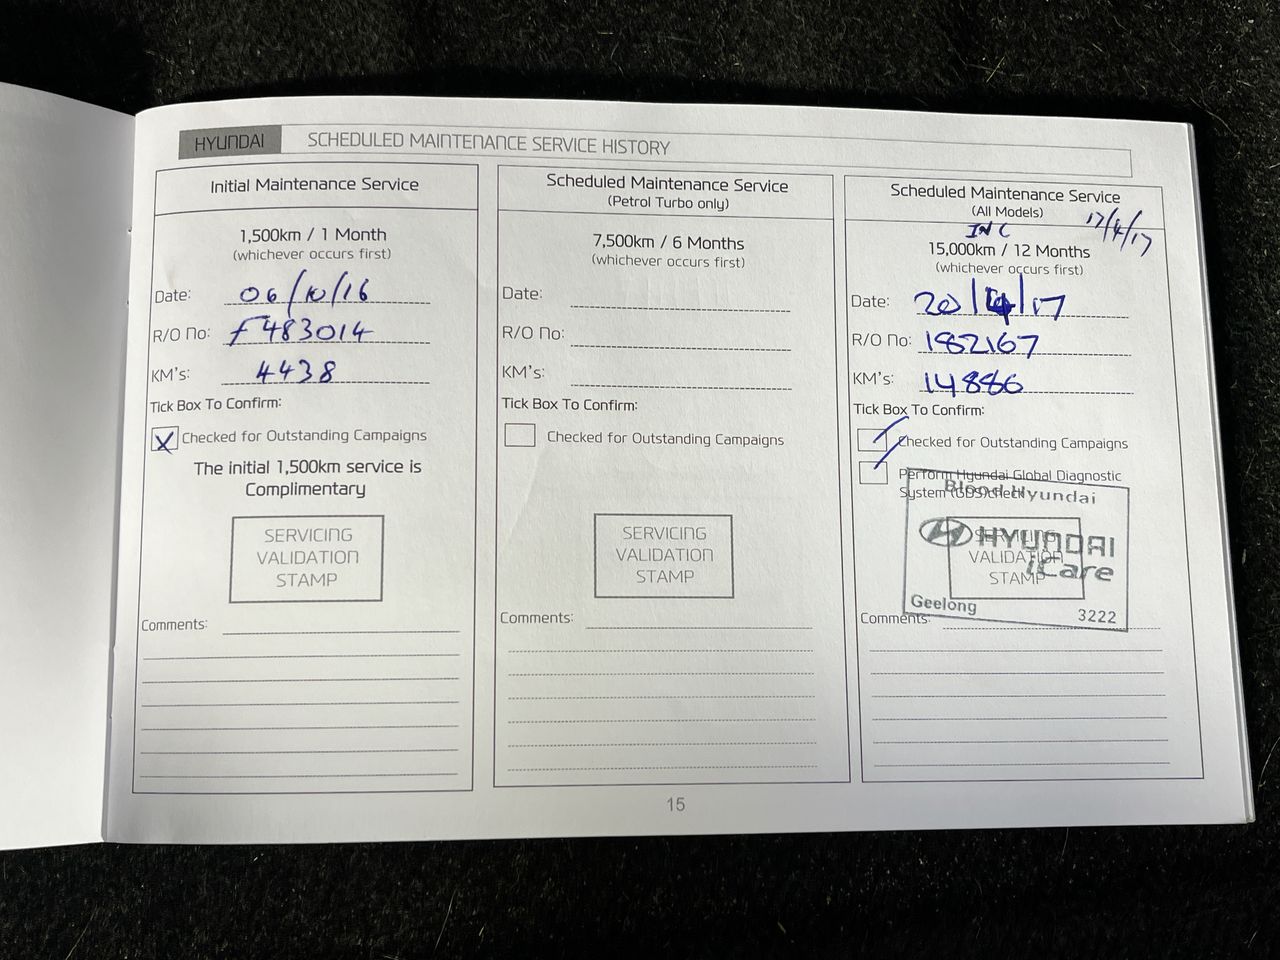 HYUNDAI SCHEDULED MAINTENANCE SERVICE HISTORY
Initial Maintenance Service
1,500km / 1 Month
(whichever occurs first)
Date: 06/10/16
R/O No: F483014
KM's: 4438
Tick Box To Confirm:
X Checked for Outstanding Campaigns
The initial 1,500km service is
Complimentary
SERVICING
VALIDATION
STAMP
Comments:
Scheduled Maintenance Service
(Petrol Turbo only)
7,500km / 6 Months
(whichever occurs first)
Date:
R/O No:
KM's:
Tick Box To Confirm:
Checked for Outstanding Campaigns
SERVICING
VALIDATION
STAMP
Comments:
Scheduled Maintenance Service
(All Models)
17/4/17
INC
15,000km / 12 Months
(whichever occurs first)
Date: 20/4/17
R/O No: 182167
KM's: 14886
Tick Box To Confirm:
Checked for Outstanding Campaigns
Perform Hyundai Global Diagnostic
System (GDS) check
Blood Hyundai
HYUNDAI
iCare
Geelong 3222
SERVICING
VALIDATION
STAMP
Comments:
15